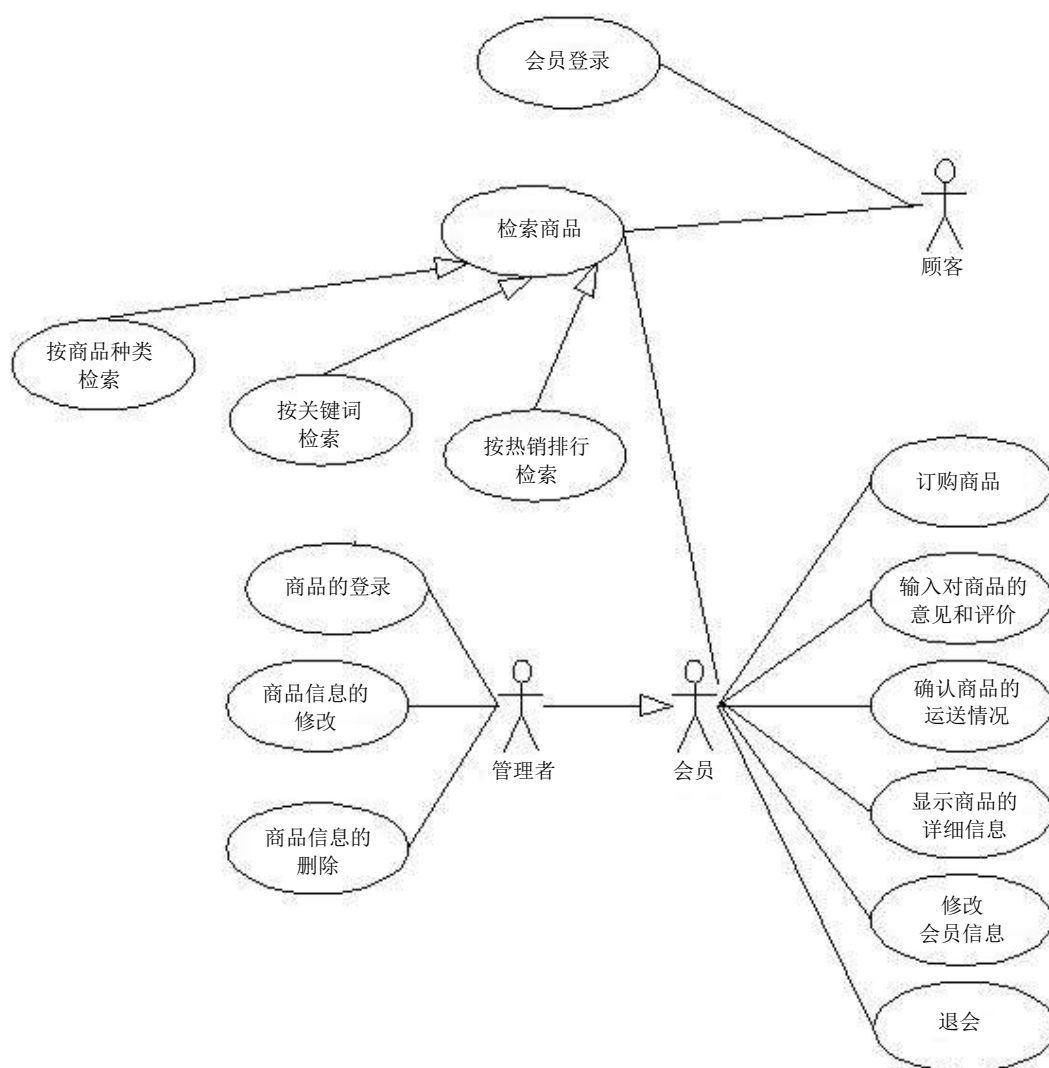 会员登录
检索商品
顾客
按商品种类
检索
按关键词
检索
按热销排行
检索
订购商品
商品的登录
输入对商品的
意见和评价
商品信息的
修改
管理者
会员
确认商品的
运送情况
商品信息的
删除
显示商品的
详细信息
修改
会员信息
退会